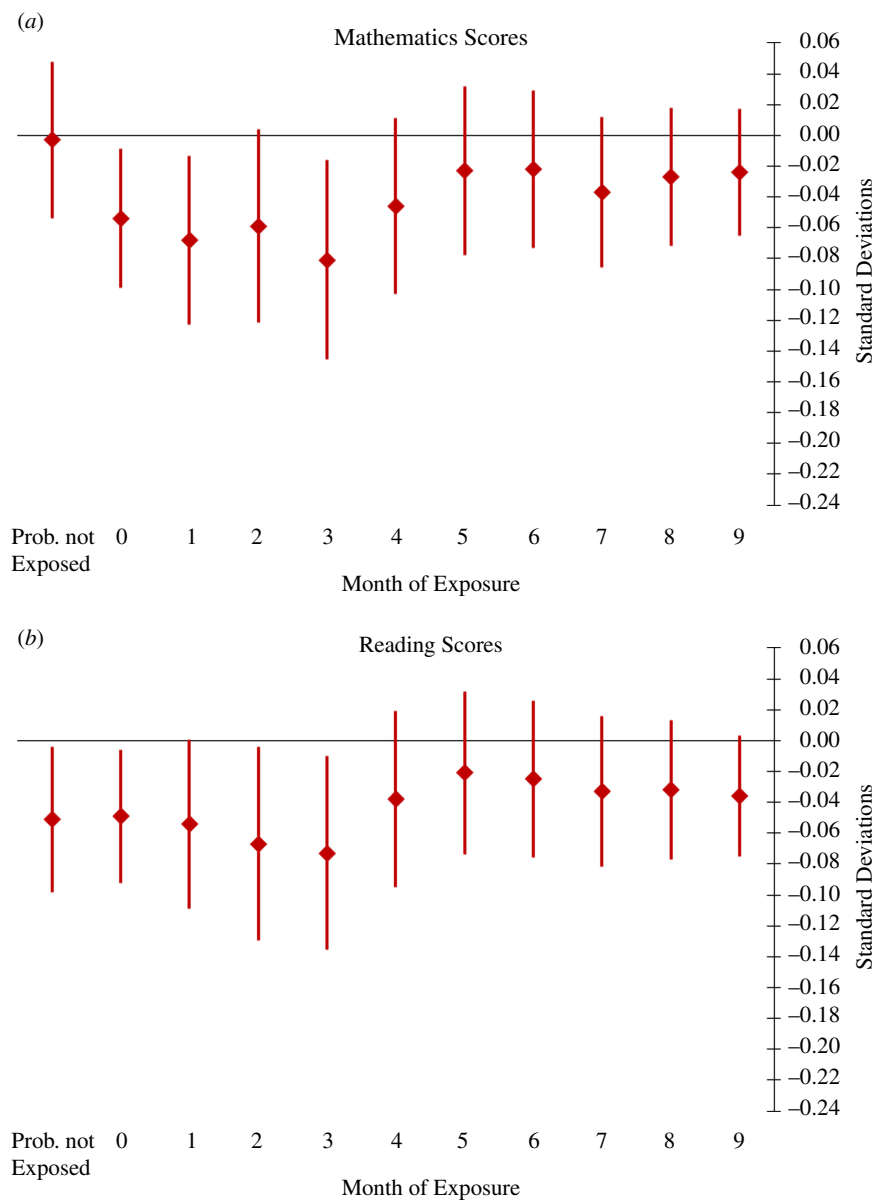 (a)
Mathematics Scores
0.06
0.04
0.02
0.00
–0.02
–0.04
–0.06
–0.08
–0.10
–0.12
–0.14
–0.16
–0.18
–0.20
–0.22
–0.24
Standard Deviations
Prob. not 0 1 2 3 4 5 6 7 8 9
Exposed
Month of Exposure
(b)
Reading Scores
0.06
0.04
0.02
0.00
–0.02
–0.04
–0.06
–0.08
–0.10
–0.12
–0.14
–0.16
–0.18
–0.20
–0.22
–0.24
Standard Deviations
Prob. not 0 1 2 3 4 5 6 7 8 9
Exposed
Month of Exposure